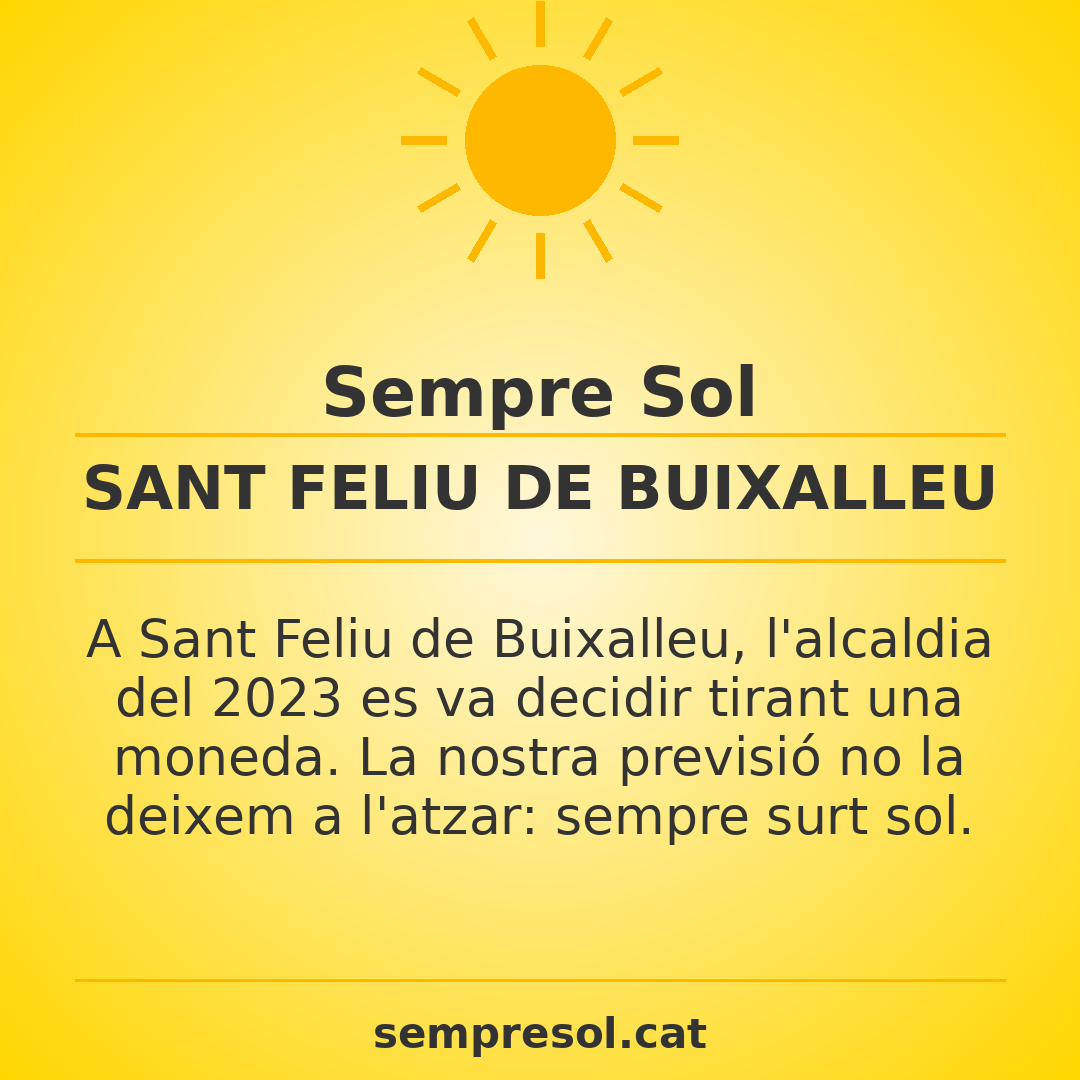 Sempre Sol
SANT FELIU DE BUIXALLEU
A Sant Feliu de Buixalleu, l'alcaldia
del 2023 es va decidir tirant una
moneda. La nostra previsió no la
deixem a l'atzar: sempre surt sol.
sempresol.cat